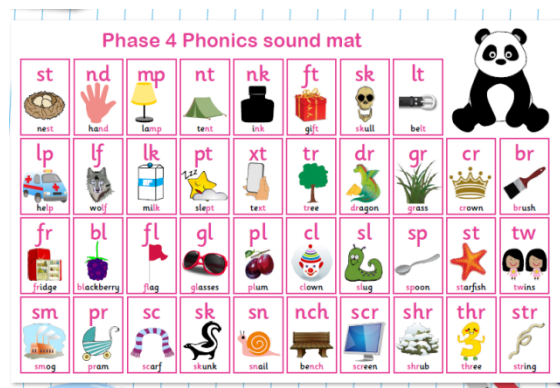 Phase 4 Phonics sound mat
st nd mp nt nk ft sk lt
nest hand lamp tent ink gift skull belt
lp lf lk pt xt tr dr gr cr br
zzz
help wolf milk slept text tree dragon grass crown brush
fr bl fl gl pl cl sl sp st tw
fridge blackberry flag glasses plum clown slug spoon starfish twins
sm pr sc sk sn nch scr shr thr str
smog pram scarf skunk snail bench screen shrub three string